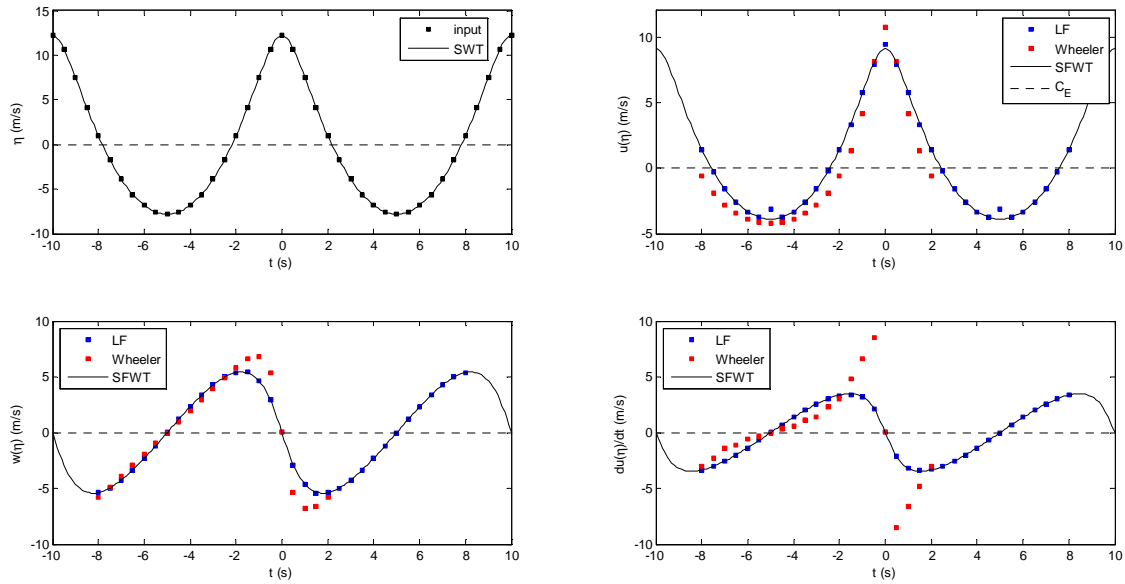 15
10
5
0
-5
-10
-10 -8 -6 -4 -2 0 2 4 6 8 10
η (m/s)
t (s)
input
SWT
10
5
0
-5
-10 -8 -6 -4 -2 0 2 4 6 8 10
u(η) (m/s)
t (s)
LF
Wheeler
SFWT
C_E
10
5
0
-5
-10
-10 -8 -6 -4 -2 0 2 4 6 8 10
w(η) (m/s)
t (s)
LF
Wheeler
SFWT
10
5
0
-5
-10
-10 -8 -6 -4 -2 0 2 4 6 8 10
du(η)/dt (m/s)
t (s)
LF
Wheeler
SFWT